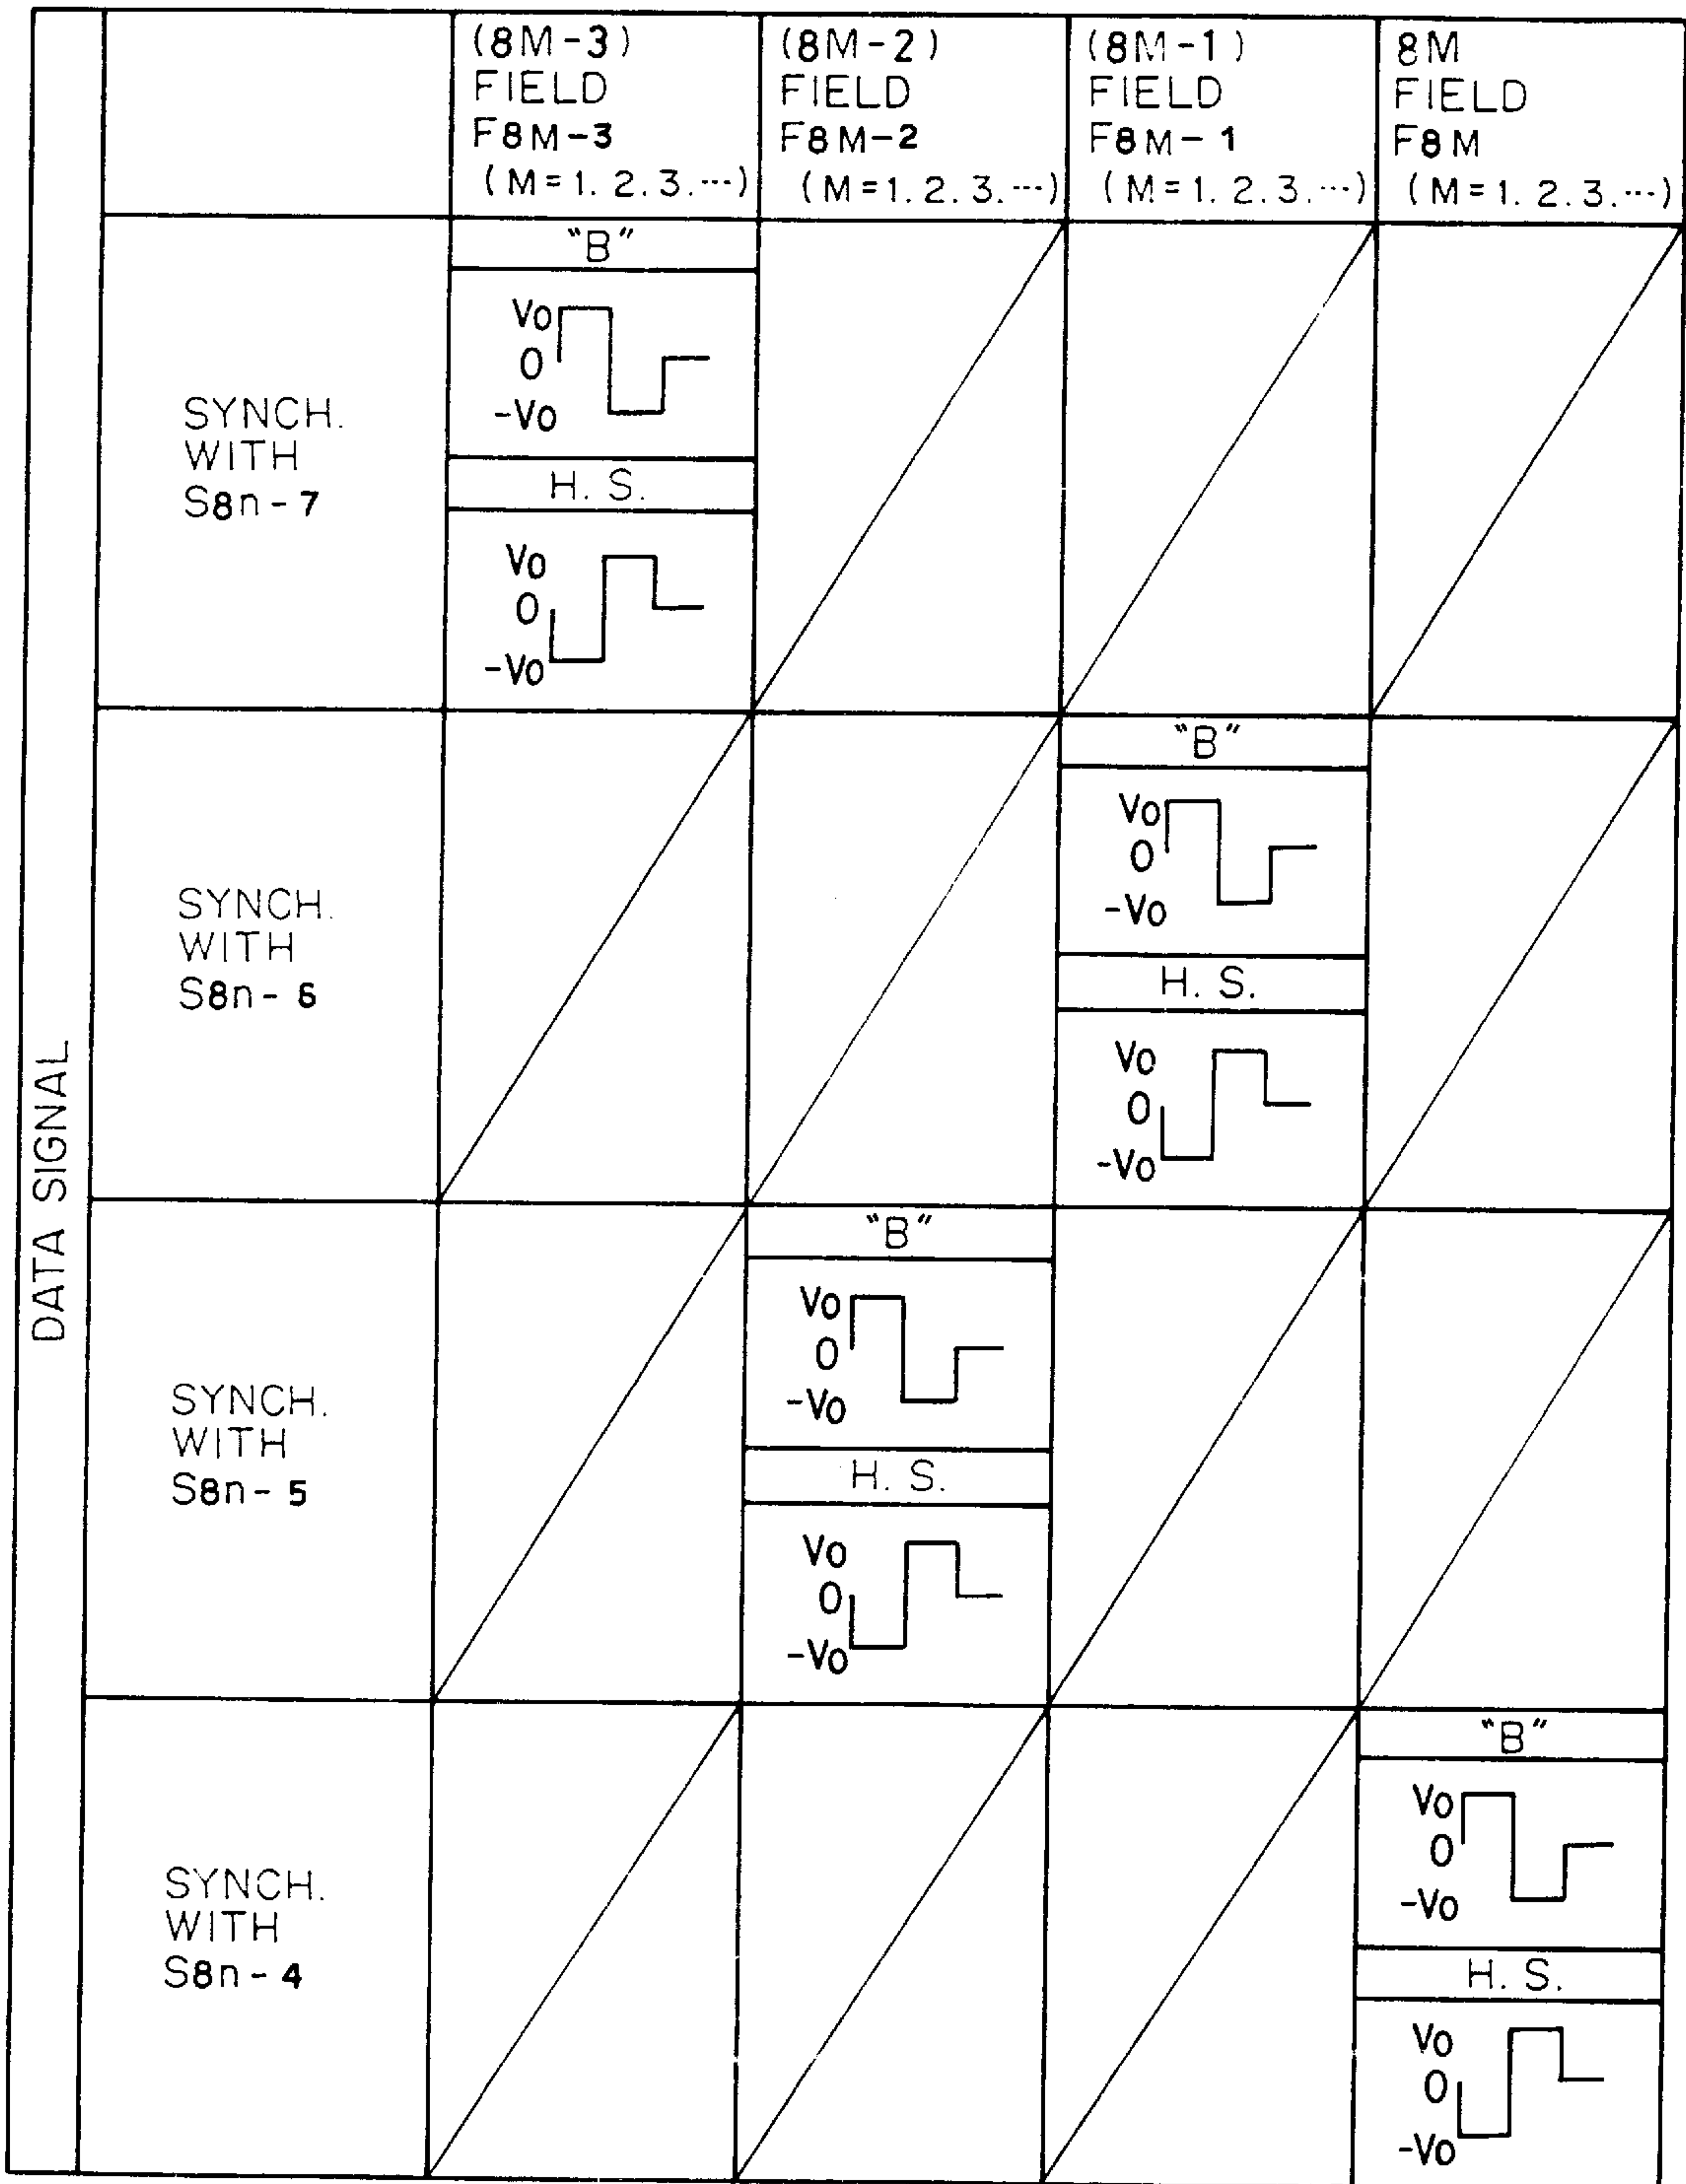 (8M-3)
FIELD
F8M-3
(M=1. 2. 3. ···)
(8M-2)
FIELD
F8M-2
(M=1. 2. 3. ···)
(8M-1)
FIELD
F8M-1
(M=1. 2. 3. ···)
8M
FIELD
F8M
(M=1. 2. 3. ···)
DATA SIGNAL
SYNCH.
WITH
S8n-7
"B"
Vo
0
-Vo
H. S.
Vo
0
-Vo
SYNCH.
WITH
S8n-6
"B"
Vo
0
-Vo
H. S.
Vo
0
-Vo
SYNCH.
WITH
S8n-5
"B"
Vo
0
-Vo
H. S.
Vo
0
-Vo
SYNCH.
WITH
S8n-4
"B"
Vo
0
-Vo
H. S.
Vo
0
-Vo